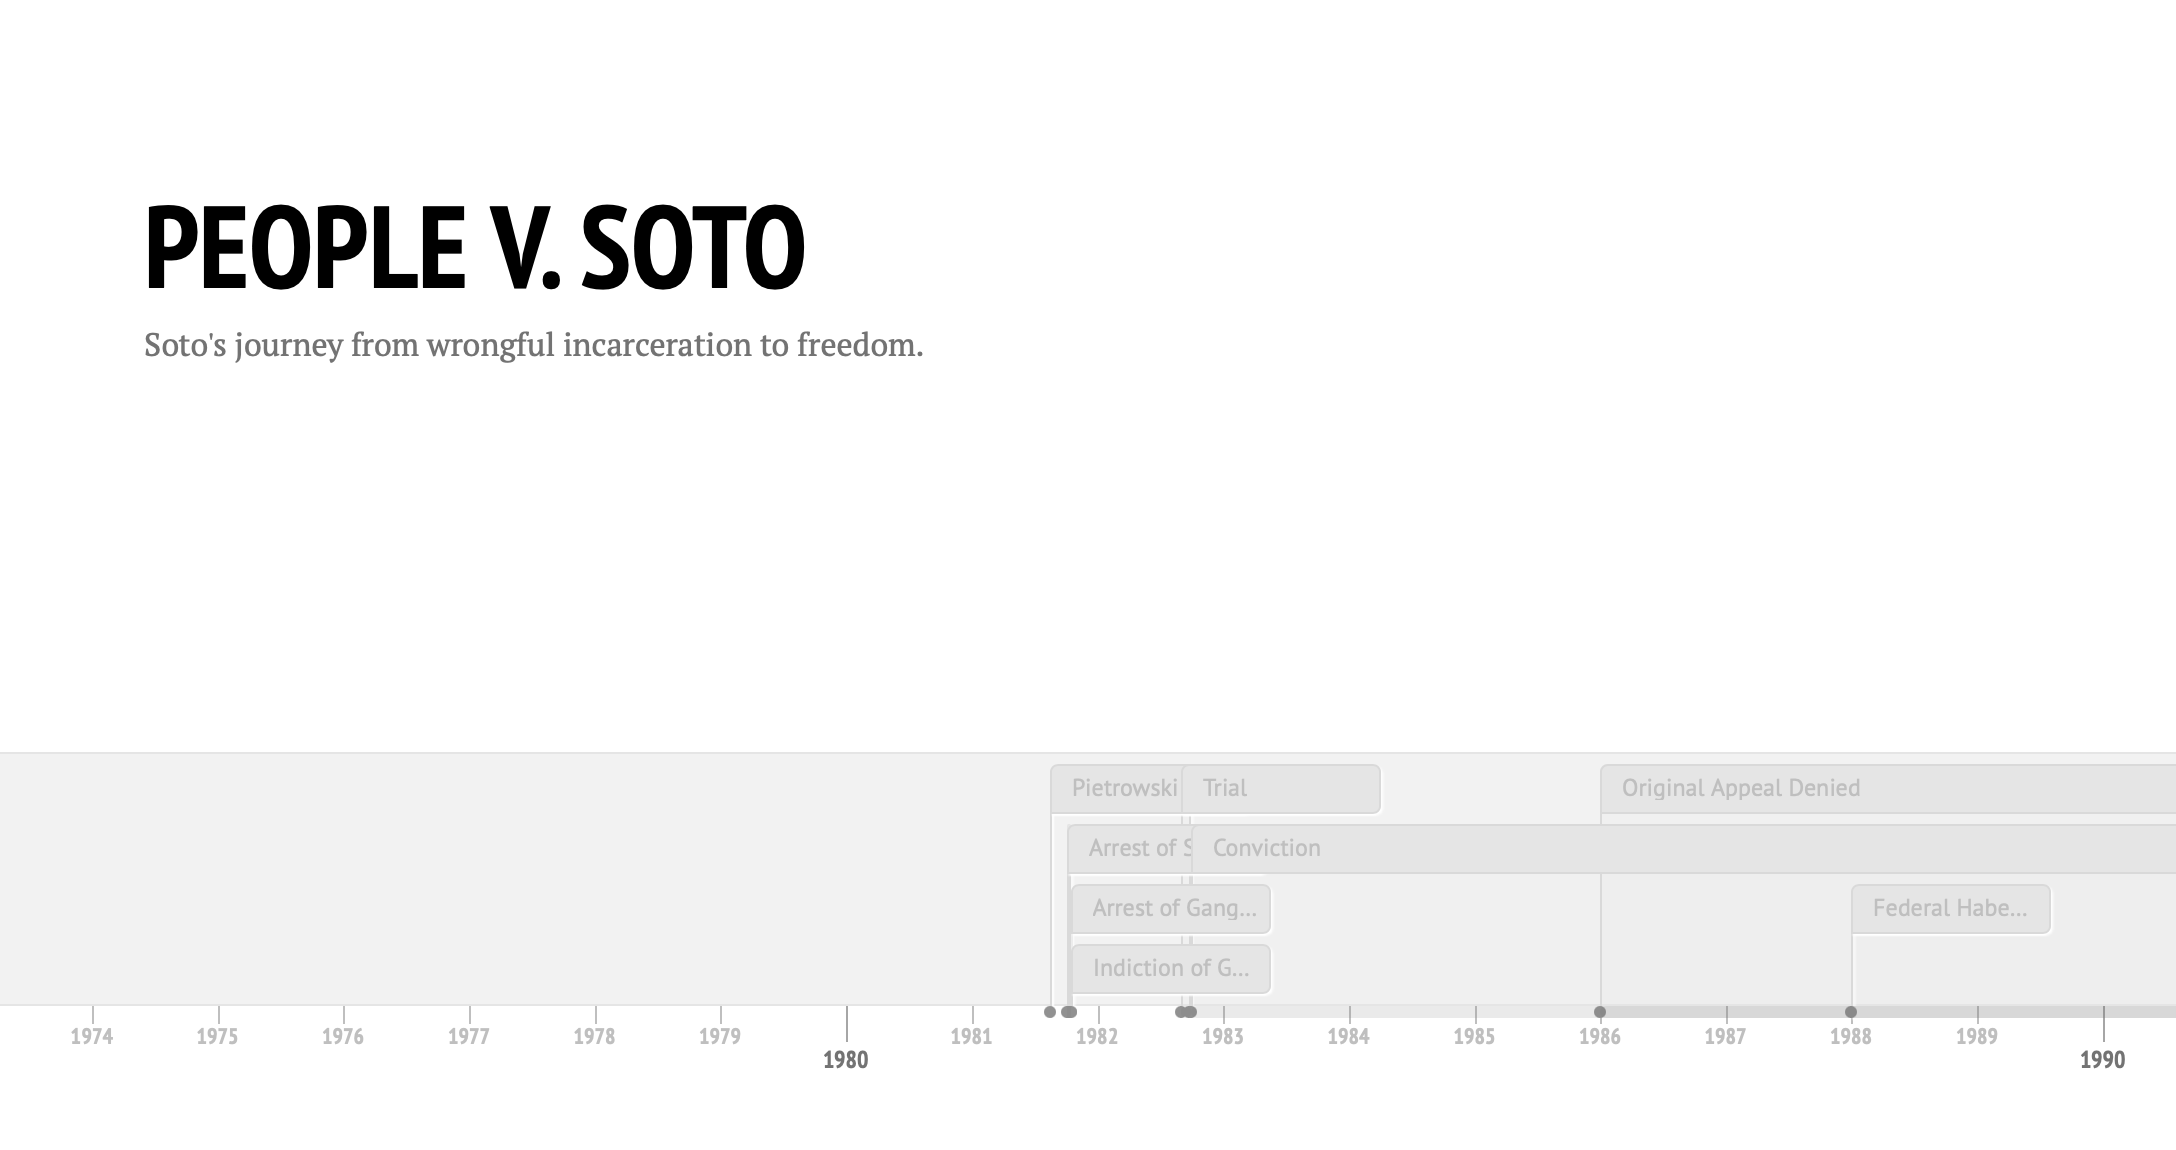 PEOPLE V. SOTO
Soto's journey from wrongful incarceration to freedom.
Pietrowski
Trial
Original Appeal Denied
Arrest of S
Conviction
Arrest of Gang...
Federal Habe...
Indiction of G...
1974 1975 1976 1977 1978 1979 1981 1982 1983 1984 1985 1986 1987 1988 1989
1980 1990